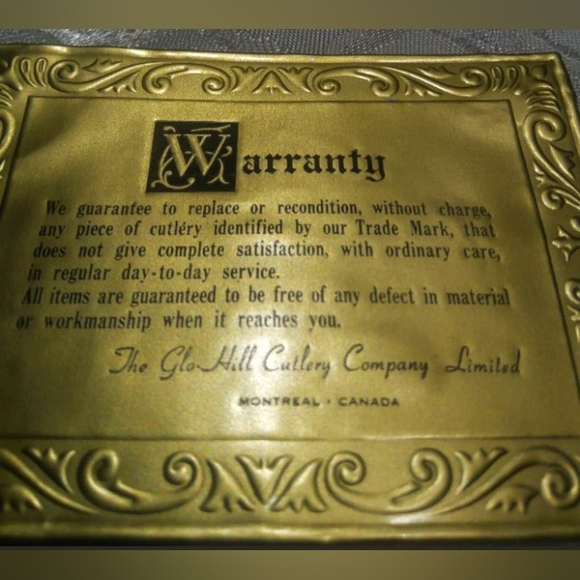 Warranty
We guarantee to replace or recondition, without charge,
any piece of cutléry identified by our Trade Mark, that
does not give complete satisfaction, with ordinary care,
in regular day-to-day service.
All items are guaranteed to be free of any defect in material
or workmanship when it reaches you.
The Glo-Hill Cutlery Company Limited
MONTREAL · CANADA